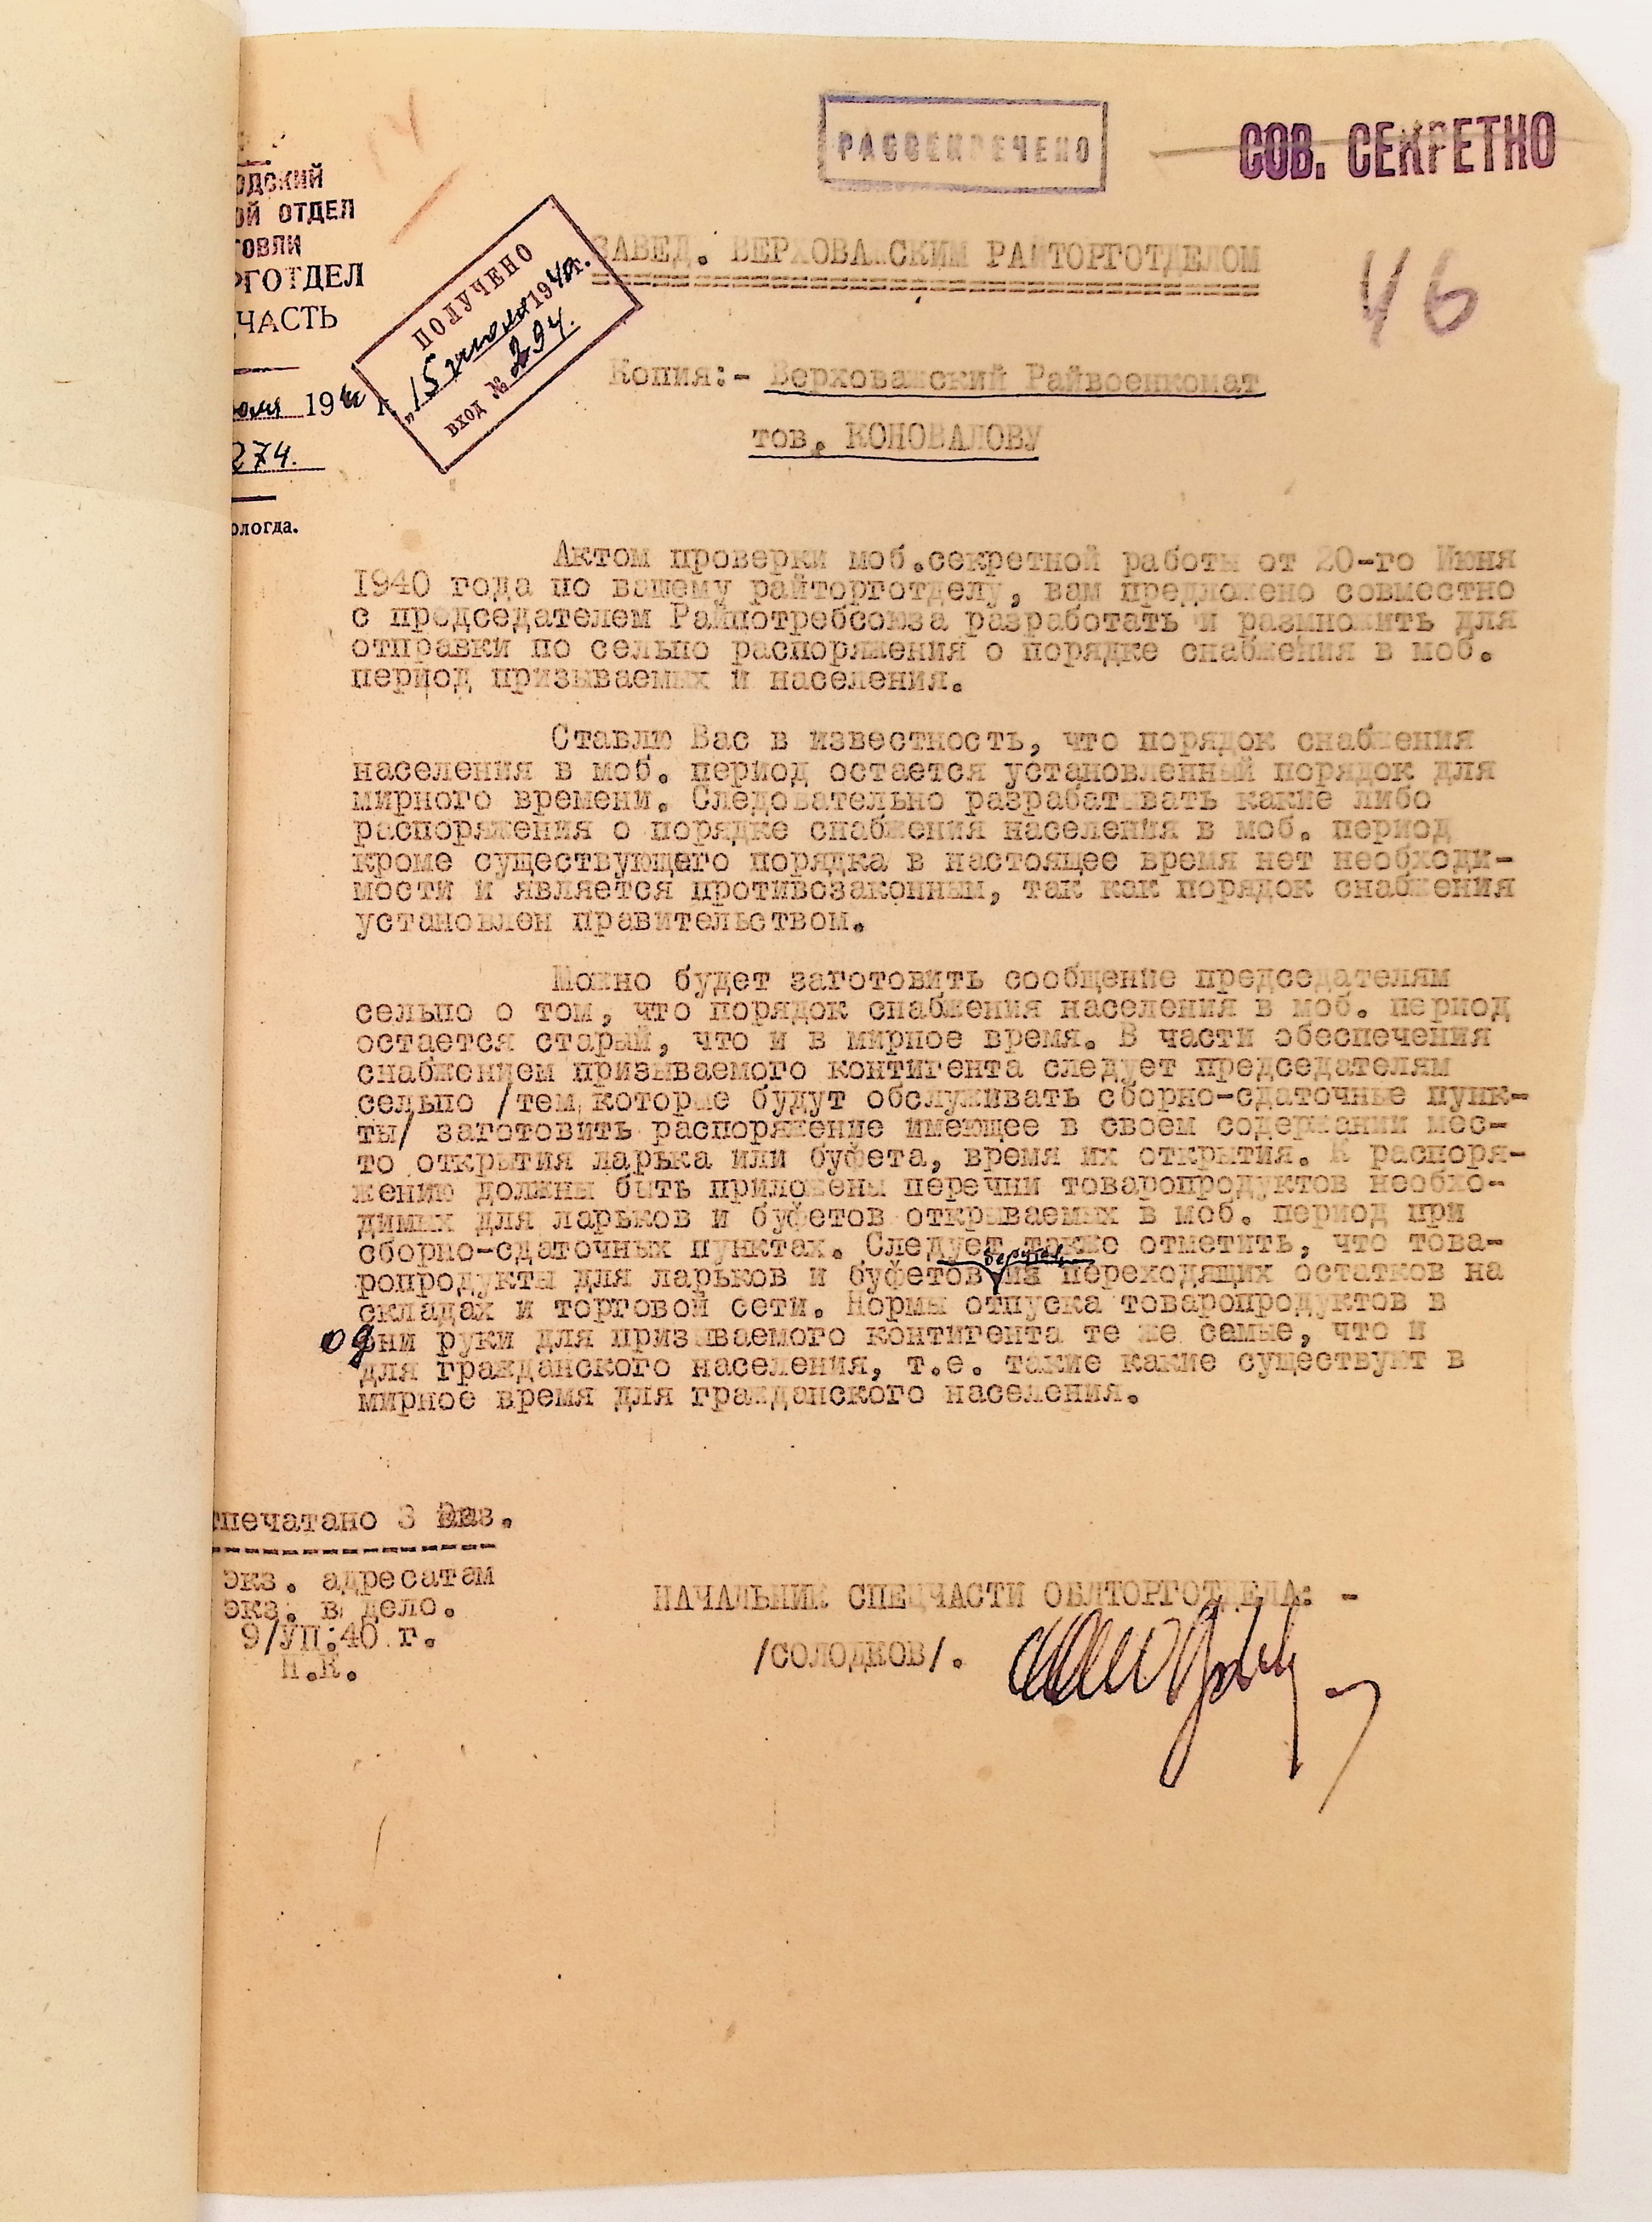 РАССЕКРЕЧЕНО
СОВ. СЕКРЕТНО
46
ОДСКИЙ
ОЙ ОТДЕЛ
ГОВЛИ
РГОТДЕЛ
ЧАСТЬ
юля 1940 г.
274.
ологда.
ПОЛУЧЕНО
"15 июля 1940г.
вход № 294.
ЗАВЕД. ВЕРХОВАЖСКИМ РАЙТОРГОТДЕЛОМ
Копия:- Верховажский Райвоенкомат
тов. КОНОВАЛОВУ
Актом проверки моб.секретной работы от 20-го Июня
1940 года по вашему райторготделу, вам предложено совместно
с председателем Райпотребсоюза разработать и размножить для
отправки по сельпо распоряжения о порядке снабжения в моб.
период призываемых и населения.
Ставлю Вас в известность, что порядок снабжения
населения в моб. период остается установленный порядок для
мирного времени. Следовательно разрабатывать какие либо
распоряжения о порядке снабжения населения в моб. период
кроме существующего порядка в настоящее время нет необходи-
мости и является противозаконным, так как порядок снабжения
установлен правительством.
Можно будет заготовить сообщение председателям
сельпо о том, что порядок снабжения населения в моб. период
остается старый, что и в мирное время. В части обеспечения
снабжением призываемого контигента следует председателям
сельпо /тем которые будут обслуживать сборно-сдаточные пунк-
ты/ заготовить распоряжение имеющее в своем содержании мес-
то открытия ларька или буфета, время их открытия. К распоря-
жению должны быть приложены перечни товаропродуктов необхо-
димых для ларьков и буфетов открываемых в моб. период при
сборно-сдаточных пунктах. Следует также отметить, что това-
ропродукты для ларьков и буфетов из переходящих остатков на
складах и торговой сети. Нормы отпуска товаропродуктов в
одни руки для призываемого контигента те же самые, что и
для гражданского населения, т.е. такие какие существуют в
мирное время для гражданского населения.
тпечатано 3 Экз.
экз. адресатам
экз. в дело.
9/УП:40 г.
Н.К.
НАЧАЛЬНИК СПЕЦЧАСТИ ОБЛТОРГОТДЕЛА: -
/СОЛОДКОВ/.